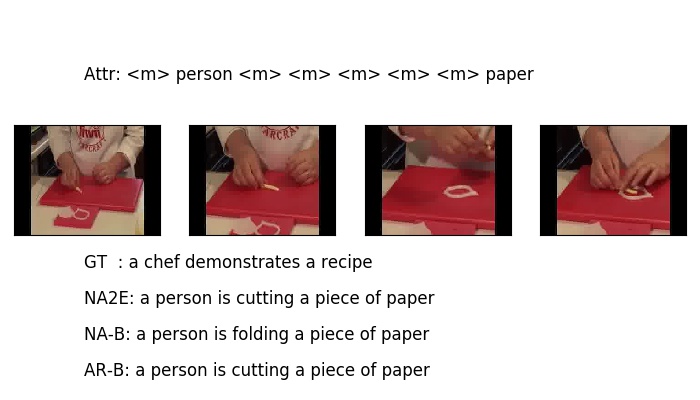 Attr: <m> person <m> <m> <m> <m> <m> paper
GT : a chef demonstrates a recipe
NA2E: a person is cutting a piece of paper
NA-B: a person is folding a piece of paper
AR-B: a person is cutting a piece of paper